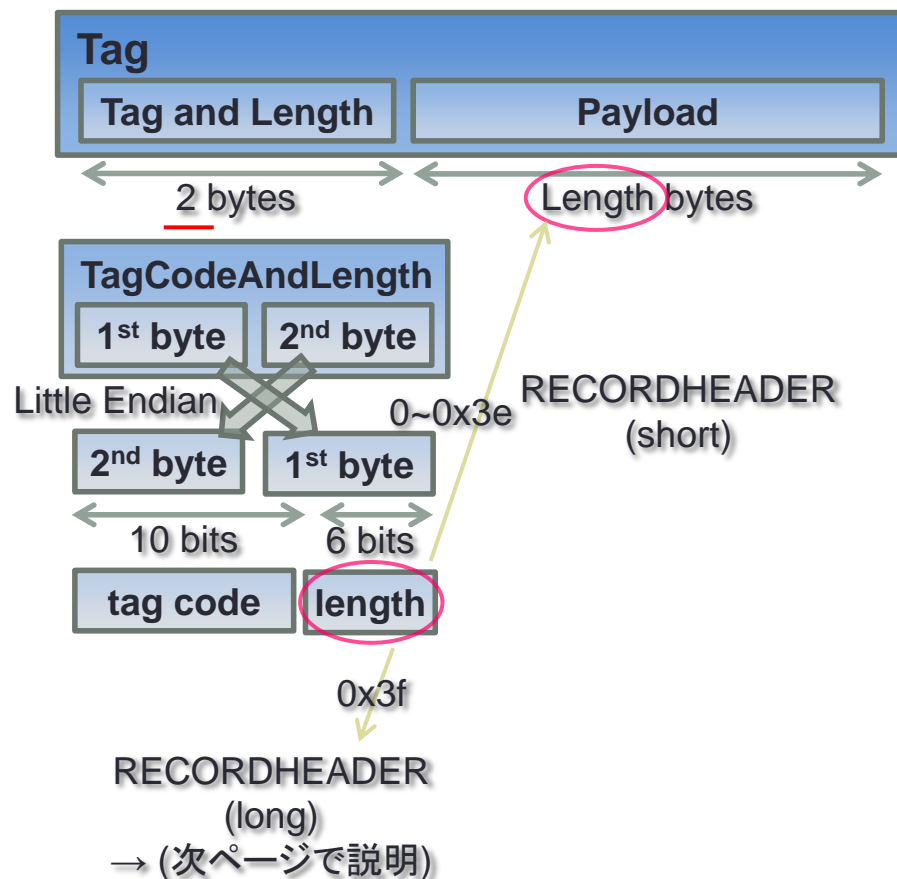 Tag
Tag and Length
Payload
2 bytes
Length bytes
TagCodeAndLength
1st byte
2nd byte
Little Endian
0~0x3e
RECORDHEADER
(short)
2nd byte
1st byte
10 bits
6 bits
tag code
length
0x3f
RECORDHEADER
(long)
→ (次ページで説明)